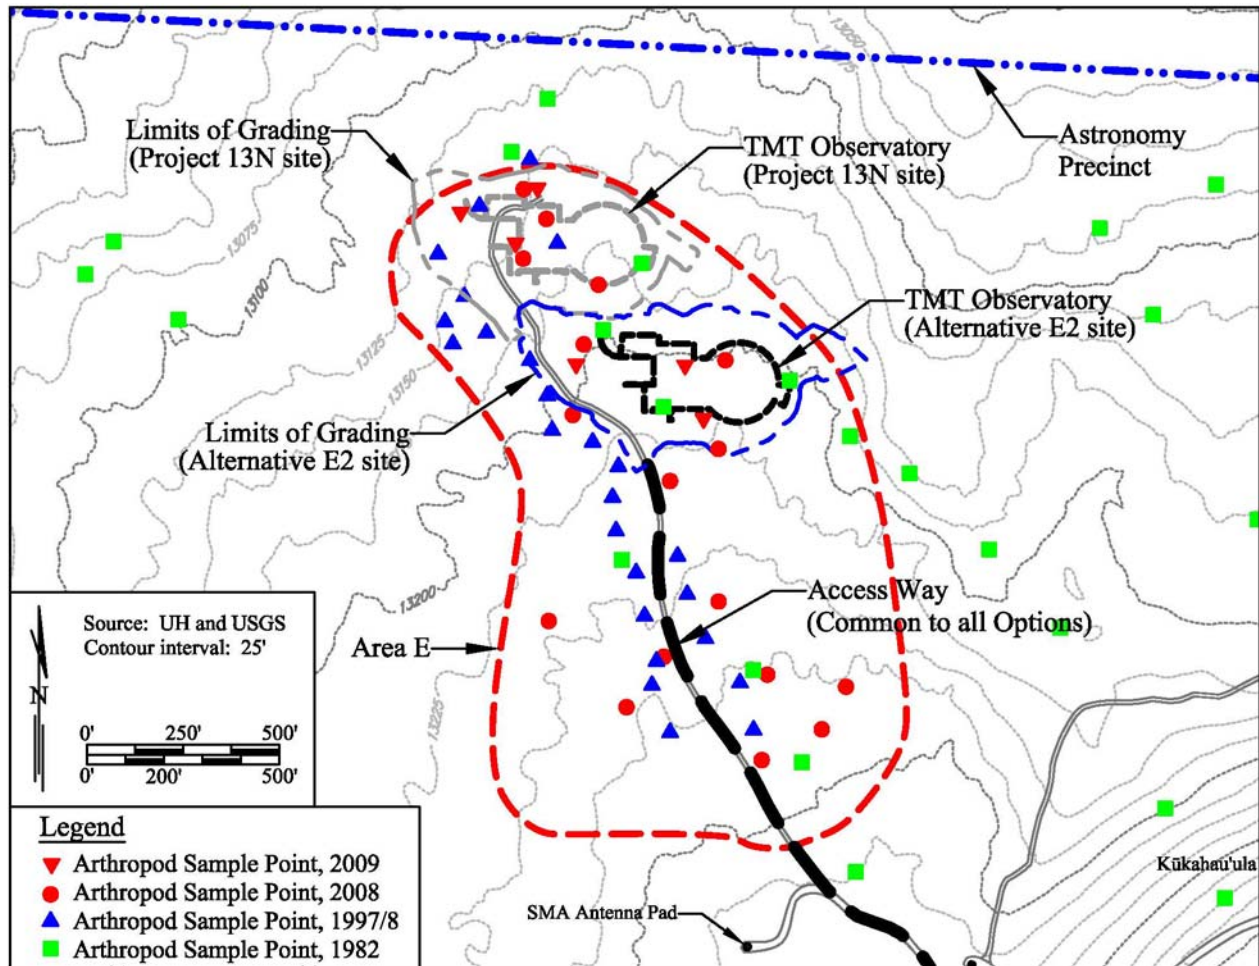 13050
13075
Limits of Grading
(Project 13N site)
TMT Observatory
(Project 13N site)
Astronomy
Precinct
13075
13100
TMT Observatory
(Alternative E2 site)
13125
13150
Limits of Grading
(Alternative E2 site)
13200
Access Way
(Common to all Options)
Area E
13225
Source: UH and USGS
Contour interval: 25'
N
0' 250' 500'
0' 200' 500'
Legend
Arthropod Sample Point, 2009
Arthropod Sample Point, 2008
Arthropod Sample Point, 1997/8
Arthropod Sample Point, 1982
SMA Antenna Pad
Kūkahau'ula